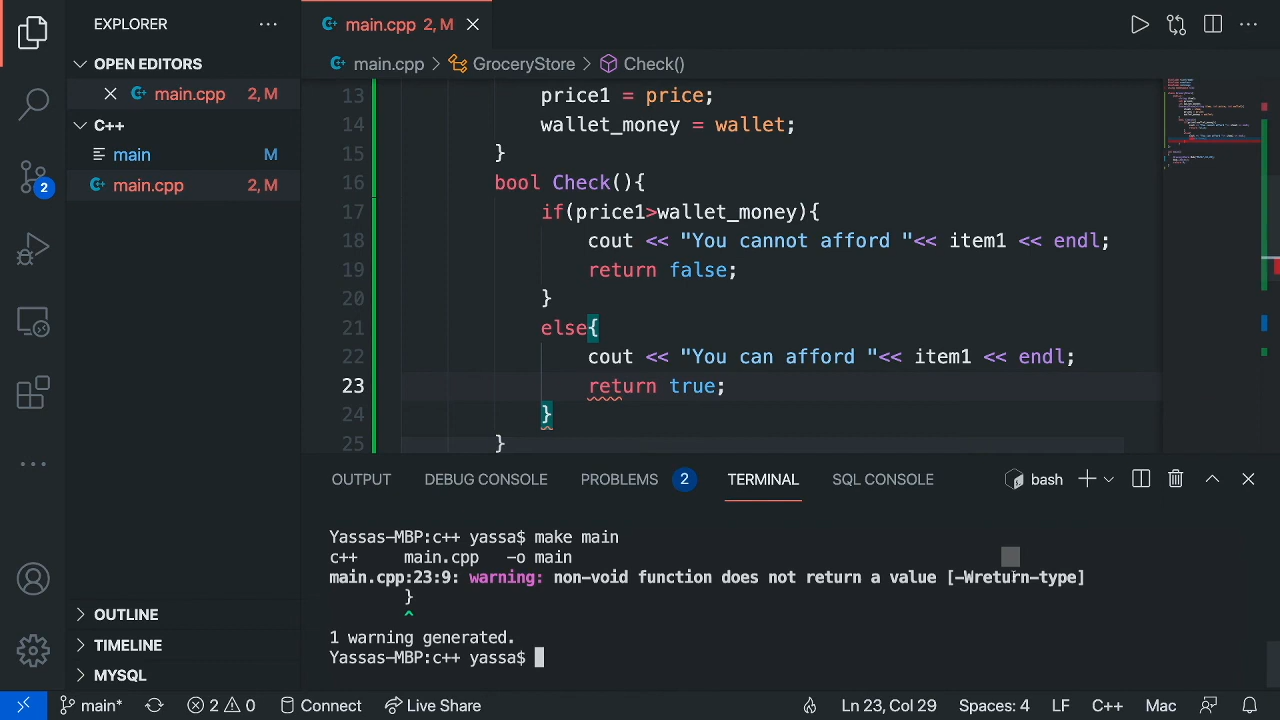 EXPLORER
main.cpp 2, M
OPEN EDITORS
main.cpp > GroceryStore > Check()
main.cpp 2, M
13 price1 = price;
C++
14 wallet_money = wallet;
main M
15 }
main.cpp 2, M
16 bool Check(){
17 if(price1>wallet_money){
18 cout << "You cannot afford "<< item1 << endl;
19 return false;
20 }
21 else{
22 cout << "You can afford "<< item1 << endl;
23 return true;
24 }
25 }
OUTPUT DEBUG CONSOLE PROBLEMS 2 TERMINAL SQL CONSOLE bash
Yassas-MBP:c++ yassa$ make main
c++ main.cpp -o main
main.cpp:23:9: warning: non-void function does not return a value [-Wreturn-type]
}
^
1 warning generated.
Yassas-MBP:c++ yassa$
2
OUTLINE
TIMELINE
MYSQL
main* 2 0 Connect Live Share Ln 23, Col 29 Spaces: 4 LF C++ Mac